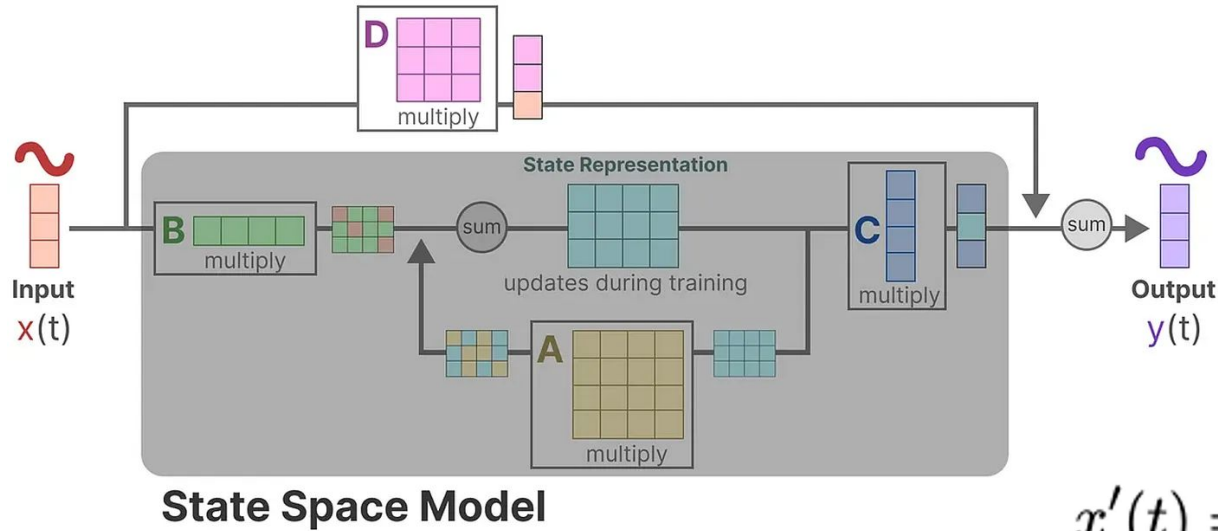 D
multiply
State Representation
B
multiply
sum
updates during training
C
multiply
sum
Input
x(t)
Output
y(t)
A
multiply
State Space Model
x′(t) =